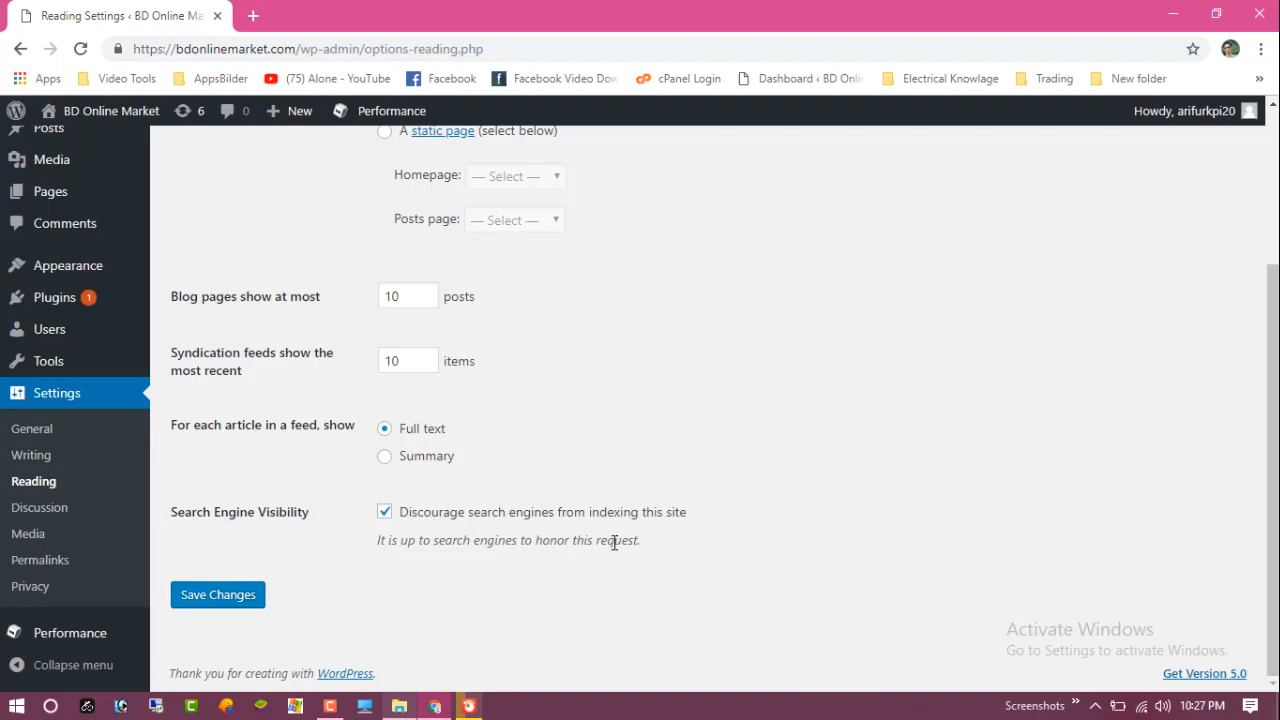 Reading Settings ‹ BD Online Ma
https://bdonlinemarket.com/wp-admin/options-reading.php
Apps Video Tools AppsBilder (75) Alone - YouTube Facebook Facebook Video Dow cPanel Login Dashboard ‹ BD Onli Electrical Knowlage Trading New folder »
BD Online Market 6 0 New Performance Howdy, arifurkpi20
Posts
Media
Pages
Comments
Appearance
Plugins 1
Users
Tools
Settings
General
Writing
Reading
Discussion
Media
Permalinks
Privacy
Performance
Collapse menu
A static page (select below)
Homepage: — Select —
Posts page: — Select —
Blog pages show at most 10 posts
Syndication feeds show the
most recent 10 items
For each article in a feed, show Full text
Summary
Search Engine Visibility Discourage search engines from indexing this site
It is up to search engines to honor this request.
Save Changes
Activate Windows
Go to Settings to activate Windows.
Thank you for creating with WordPress. Get Version 5.0
Screenshots » 10:27 PM